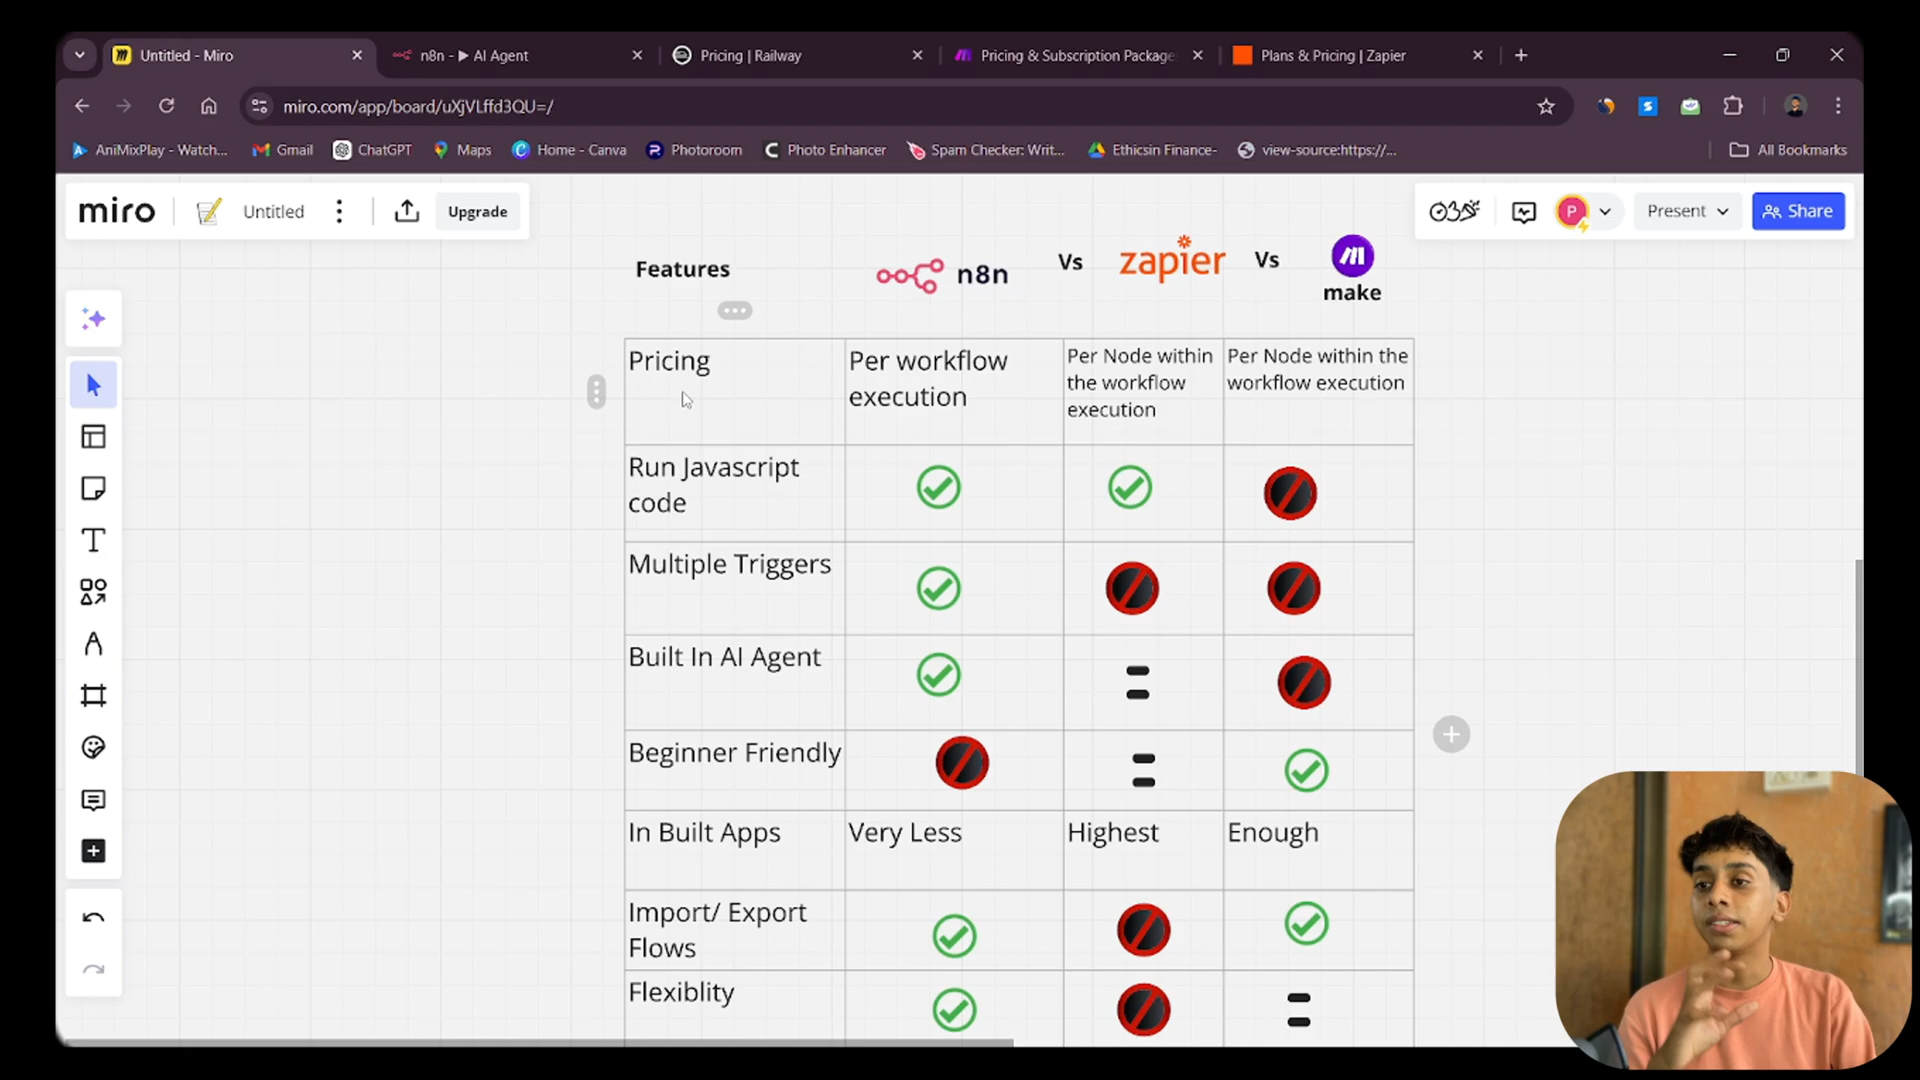 Untitled - Miro
n8n - ▶ AI Agent
Pricing | Railway
Pricing & Subscription Package
Plans & Pricing | Zapier
miro.com/app/board/uXjVLffd3QU=/
AniMixPlay - Watch...
Gmail
ChatGPT
Maps
Home - Canva
Photoroom
Photo Enhancer
Spam Checker: Writ...
Ethicsin Finance-
view-source:https://...
All Bookmarks
miro
Untitled
Upgrade
P
Present
Share
Features
n8n
Vs
zapier
Vs
make
Pricing
Per workflow
execution
Per Node within
the workflow
execution
Per Node within the
workflow execution
Run Javascript
code
Multiple Triggers
Built In AI Agent
Beginner Friendly
In Built Apps
Very Less
Highest
Enough
Import/ Export
Flows
Flexiblity